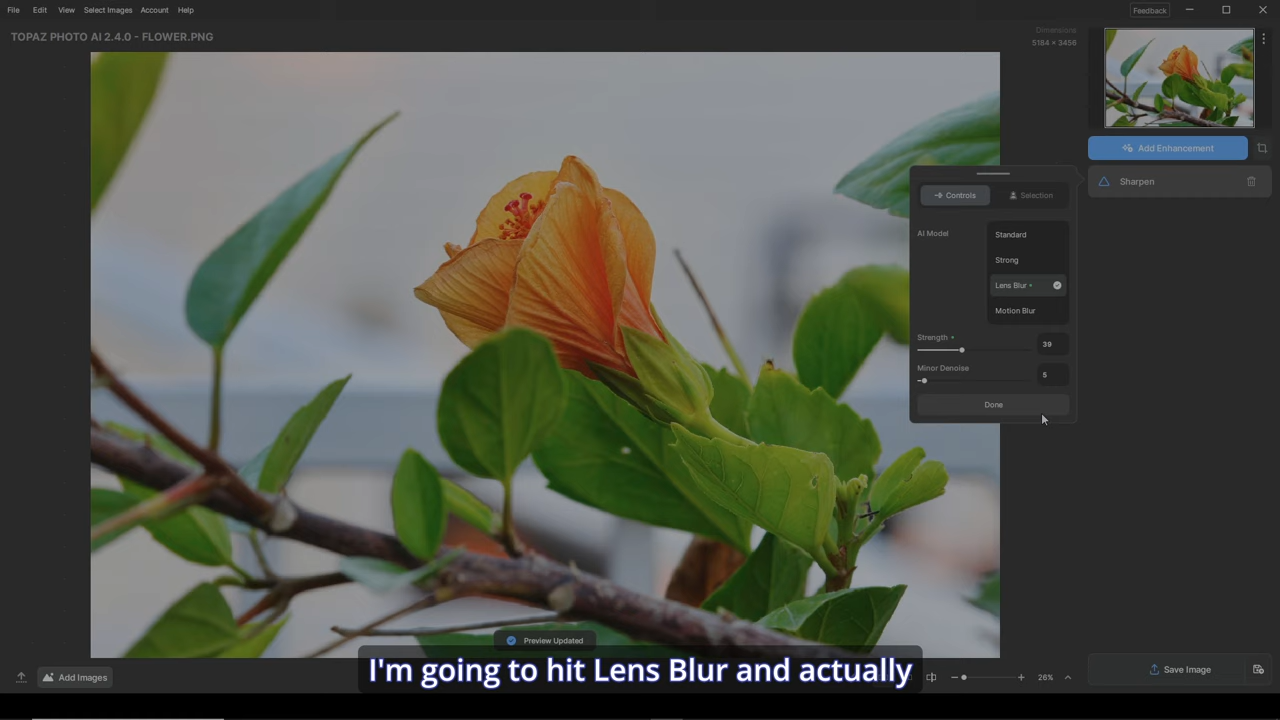 File Edit View Select Images Account Help
Feedback
TOPAZ PHOTO AI 2.4.0 - FLOWER.PNG
Dimensions
5184 × 3456
Add Enhancement
Sharpen
Controls
Selection
AI Model
Standard
Strong
Lens Blur
Motion Blur
Strength
39
Minor Denoise
5
Done
Preview Updated
I'm going to hit Lens Blur and actually
Add Images
26%
Save Image